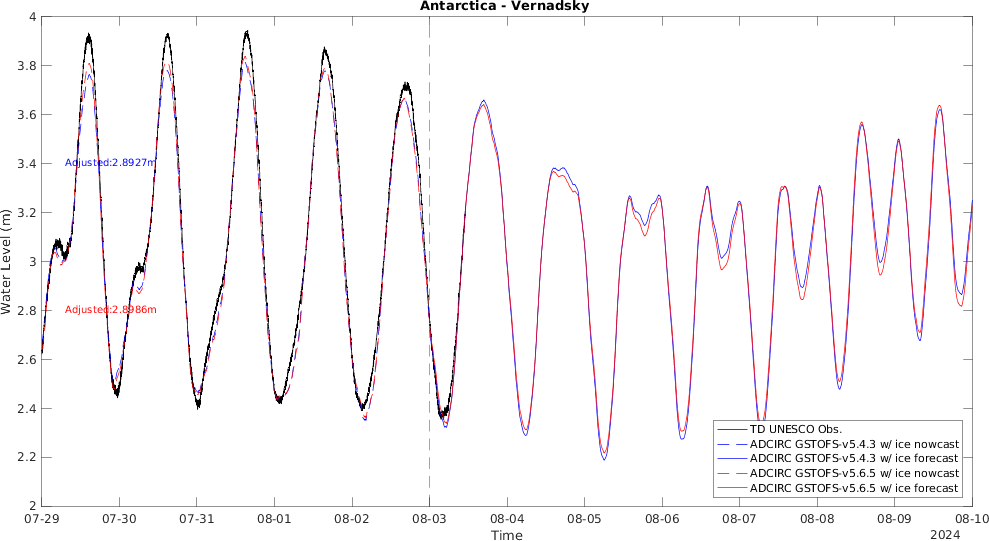 Antarctica - Vernadsky
4
3.8
3.6
3.4
3.2
3
2.8
2.6
2.4
2.2
2
Water Level (m)
Adjusted:2.8927m
Adjusted:2.8986m
TD UNESCO Obs.
ADCIRC GSTOFS-v5.4.3 w/ ice nowcast
ADCIRC GSTOFS-v5.4.3 w/ ice forecast
ADCIRC GSTOFS-v5.6.5 w/ ice nowcast
ADCIRC GSTOFS-v5.6.5 w/ ice forecast
07-29 07-30 07-31 08-01 08-02 08-03 08-04 08-05 08-06 08-07 08-08 08-09 08-10
Time
2024